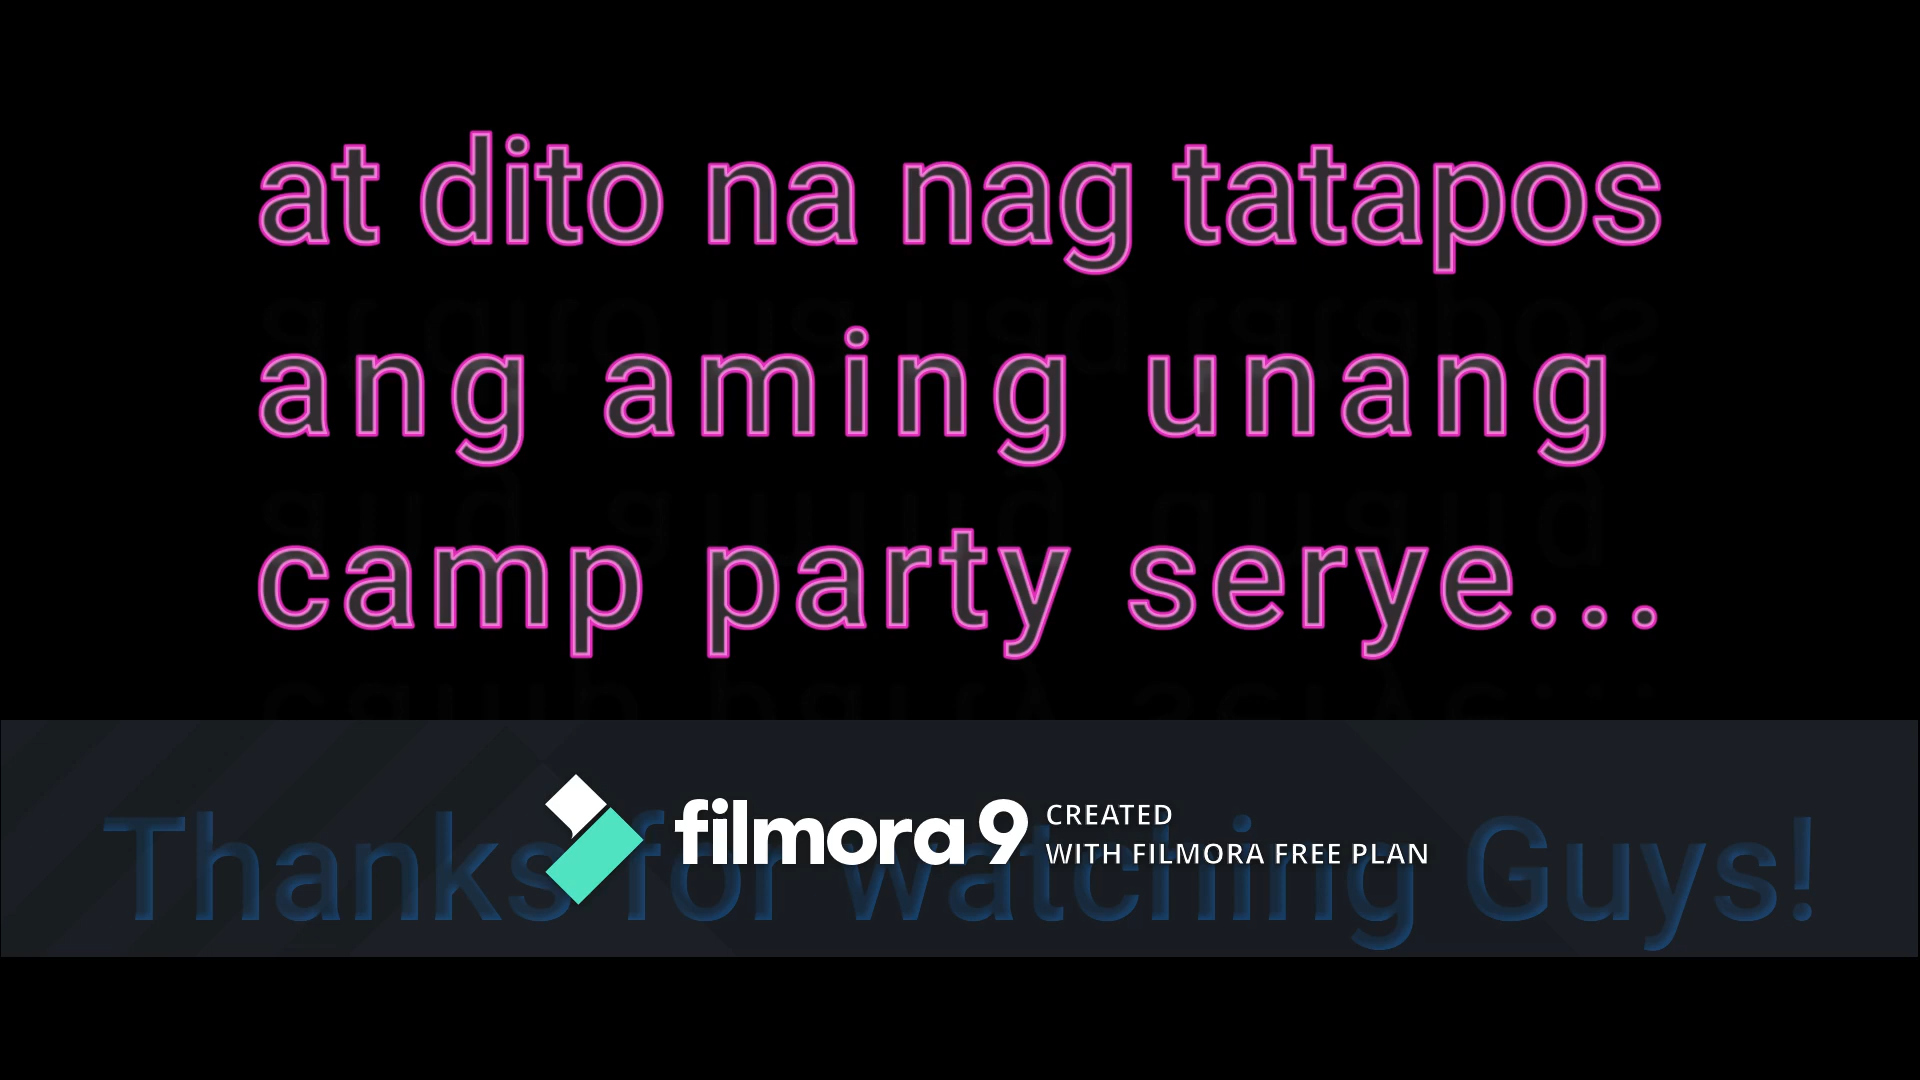 at dito na nag tatapos
ang aming unang
camp party serye...
filmora9 CREATED
WITH FILMORA FREE PLAN
Thanks for watching Guys!